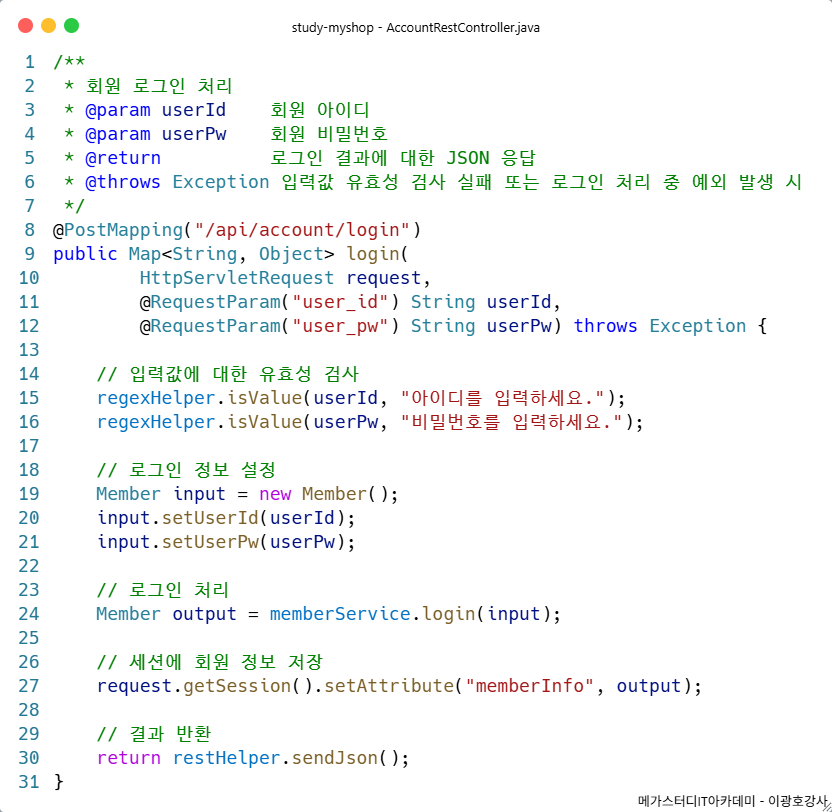 study-myshop - AccountRestController.java
1 /**
2  * 회원 로그인 처리
3  * @param userId    회원 아이디
4  * @param userPw    회원 비밀번호
5  * @return          로그인 결과에 대한 JSON 응답
6  * @throws Exception 입력값 유효성 검사 실패 또는 로그인 처리 중 예외 발생 시
7  */
8 @PostMapping("/api/account/login")
9 public Map<String, Object> login(
10         HttpServletRequest request,
11         @RequestParam("user_id") String userId,
12         @RequestParam("user_pw") String userPw) throws Exception {
13
14     // 입력값에 대한 유효성 검사
15     regexHelper.isValue(userId, "아이디를 입력하세요.");
16     regexHelper.isValue(userPw, "비밀번호를 입력하세요.");
17
18     // 로그인 정보 설정
19     Member input = new Member();
20     input.setUserId(userId);
21     input.setUserPw(userPw);
22
23     // 로그인 처리
24     Member output = memberService.login(input);
25
26     // 세션에 회원 정보 저장
27     request.getSession().setAttribute("memberInfo", output);
28
29     // 결과 반환
30     return restHelper.sendJson();
31 }
메가스터디IT아카데미 - 이광호강사